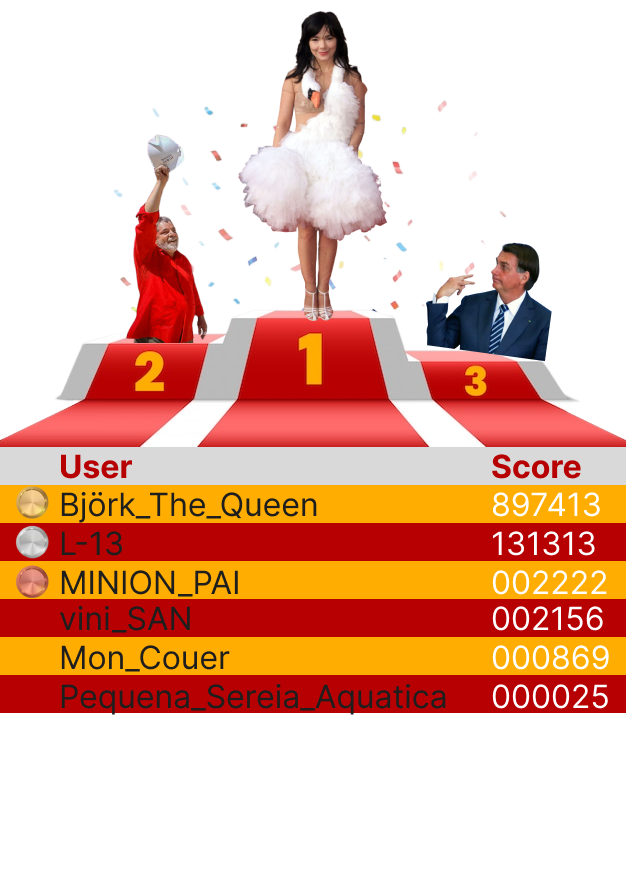 2 1 3
User Score
Björk_The_Queen 897413
L-13 131313
MINION_PAI 002222
vini_SAN 002156
Mon_Couer 000869
Pequena_Sereia_Aquatica 000025